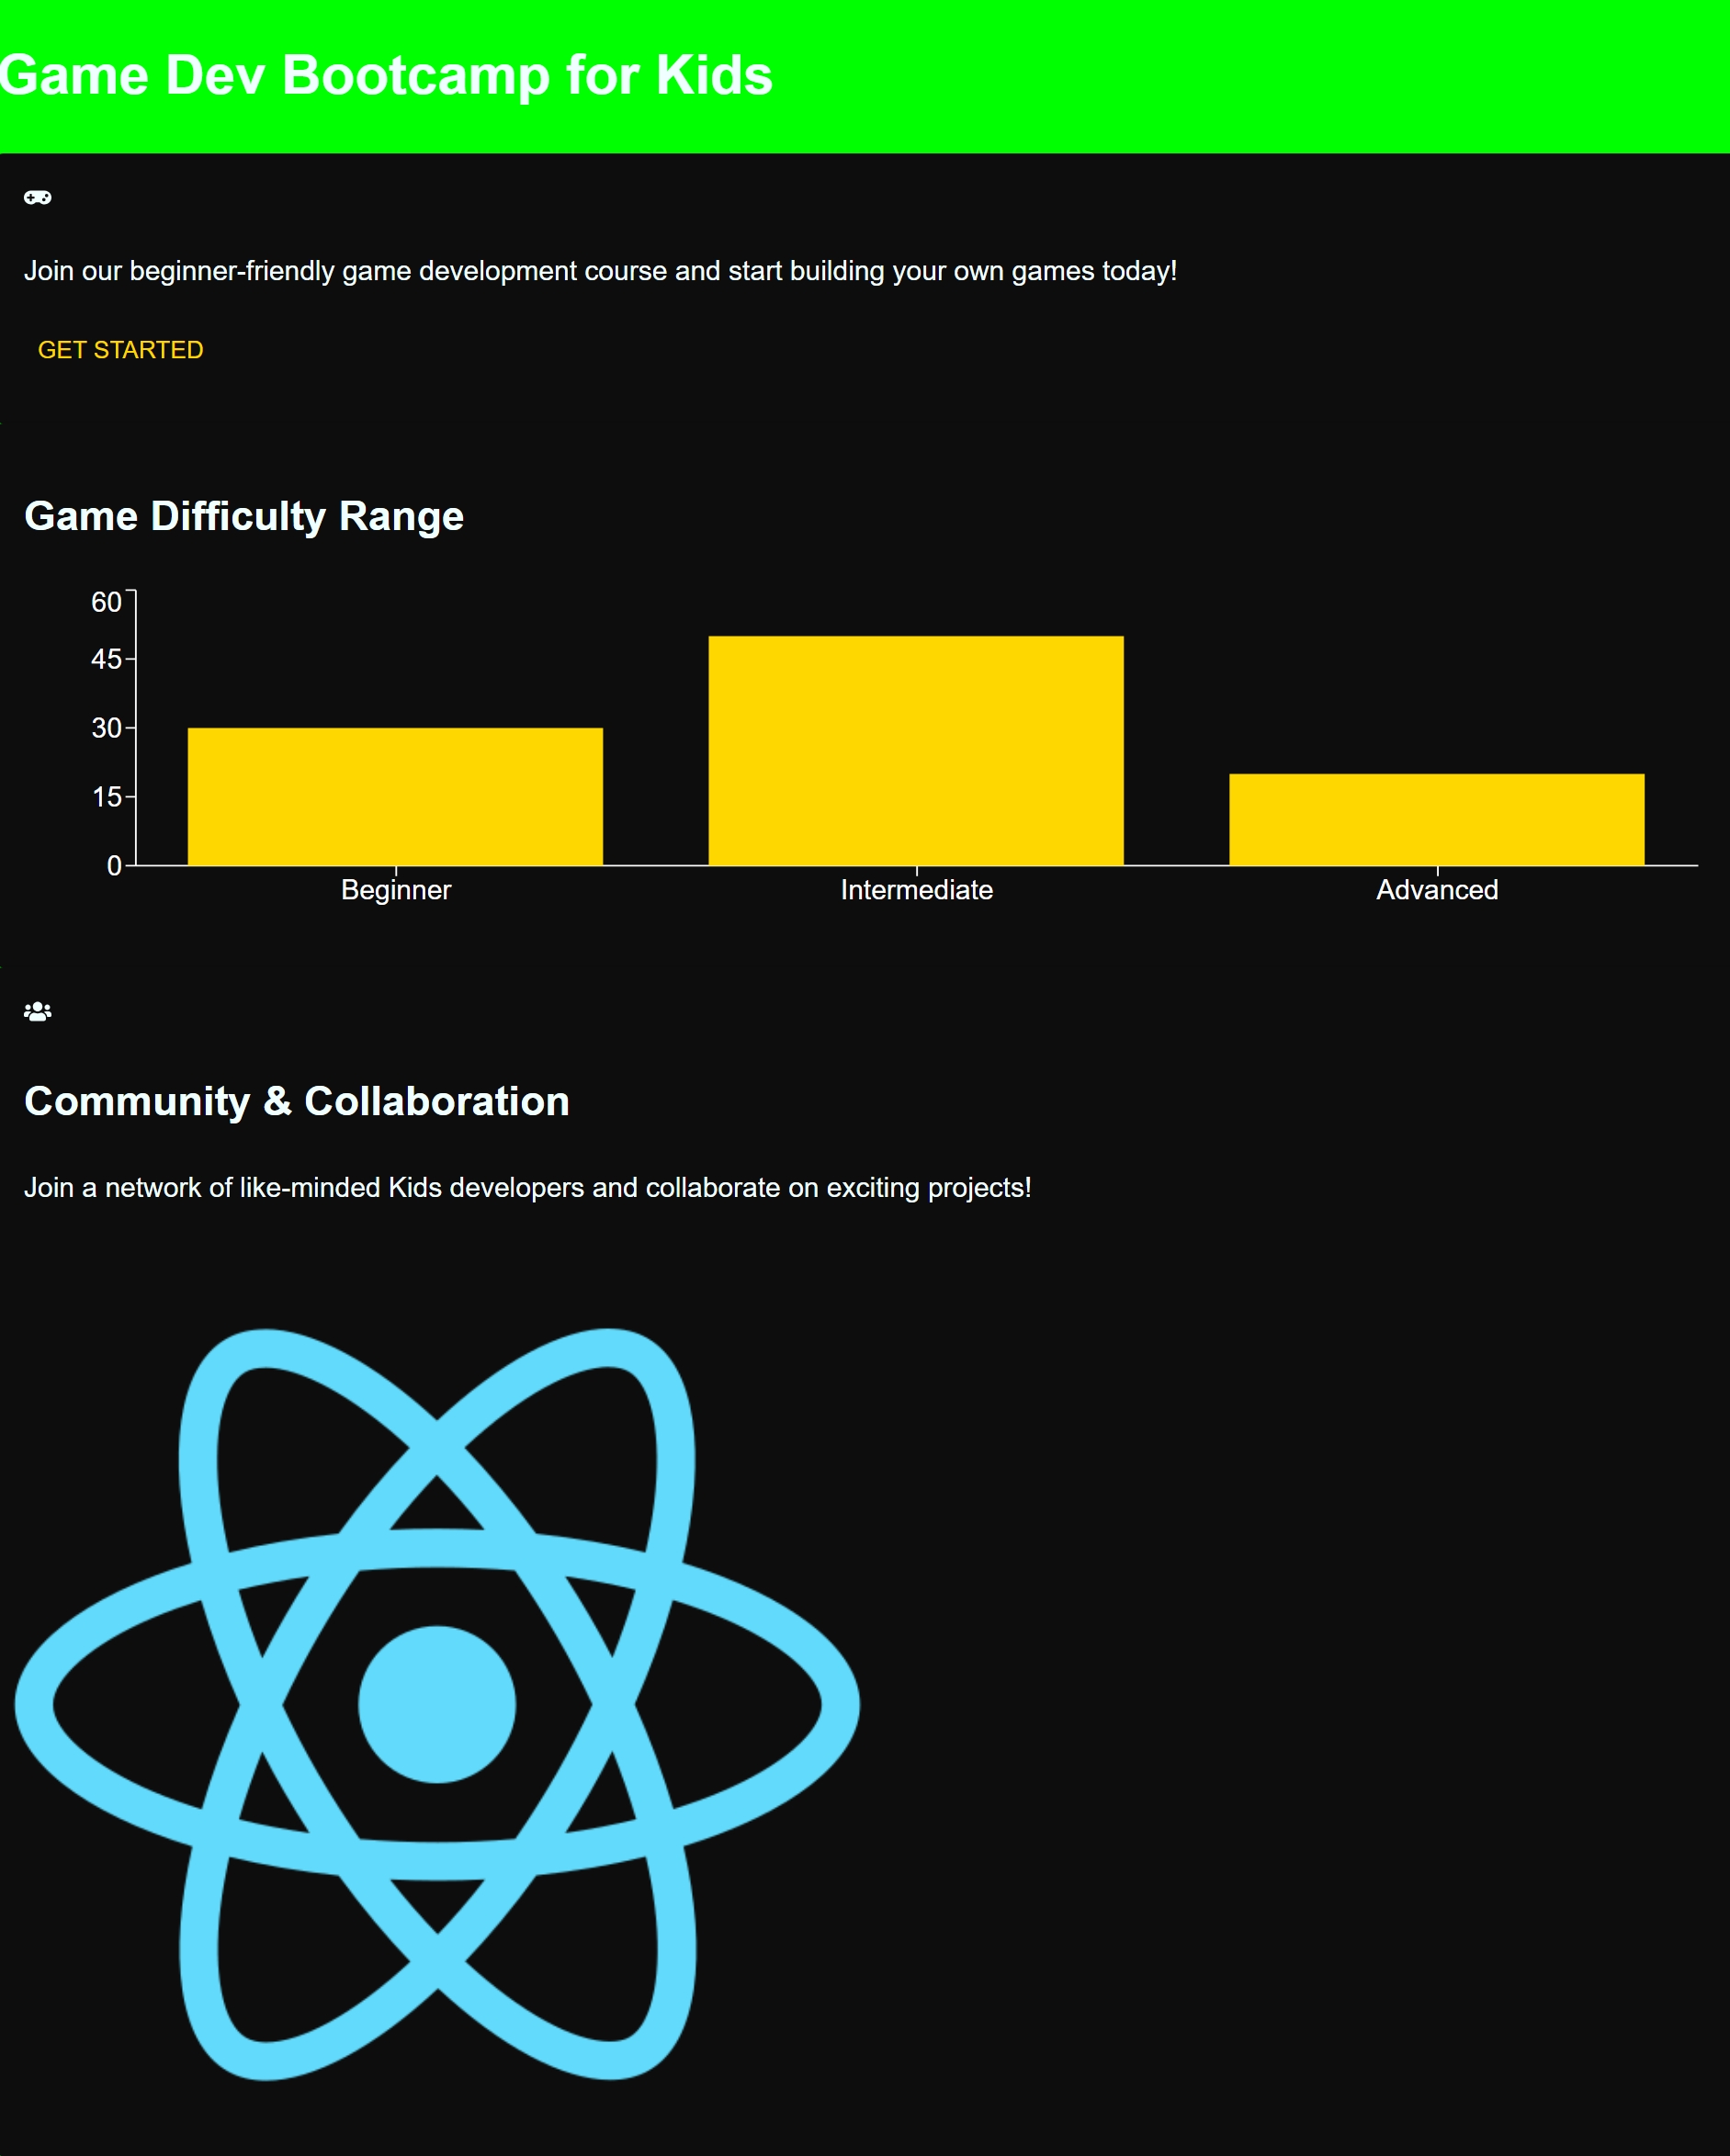 Game Dev Bootcamp for Kids
Join our beginner-friendly game development course and start building your own games today!
GET STARTED
Game Difficulty Range
60
45
30
15
0
Beginner Intermediate Advanced
Community & Collaboration
Join a network of like-minded Kids developers and collaborate on exciting projects!